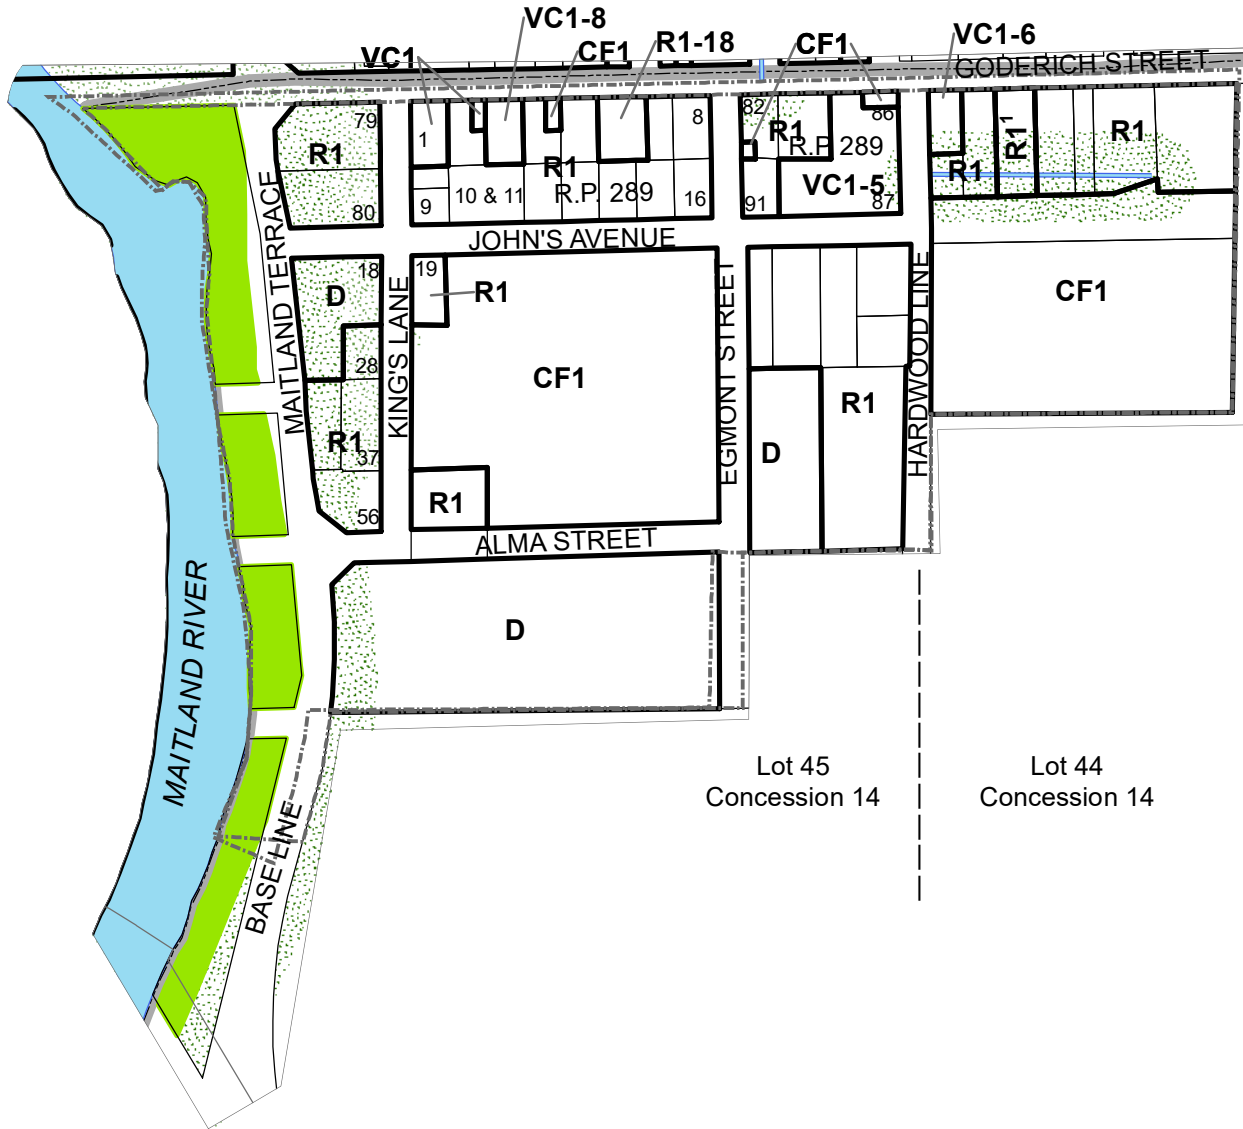 VC1-8
VC1
CF1
R1-18
CF1
VC1-6
GODERICH STREET
79
R1
80
1
9
10 & 11
R1
R.P. 289
8
16
82
R1
86
R.P 289
VC1-5
91
87
R1
R1¹
R1
JOHN'S AVENUE
MAITLAND TERRACE
KING'S LANE
EGMONT STREET
HARDWOOD LINE
18
D
28
R1
37
56
19
R1
CF1
R1
CF1
R1
D
ALMA STREET
D
MAITLAND RIVER
BASE LINE
Lot 45
Concession 14
Lot 44
Concession 14